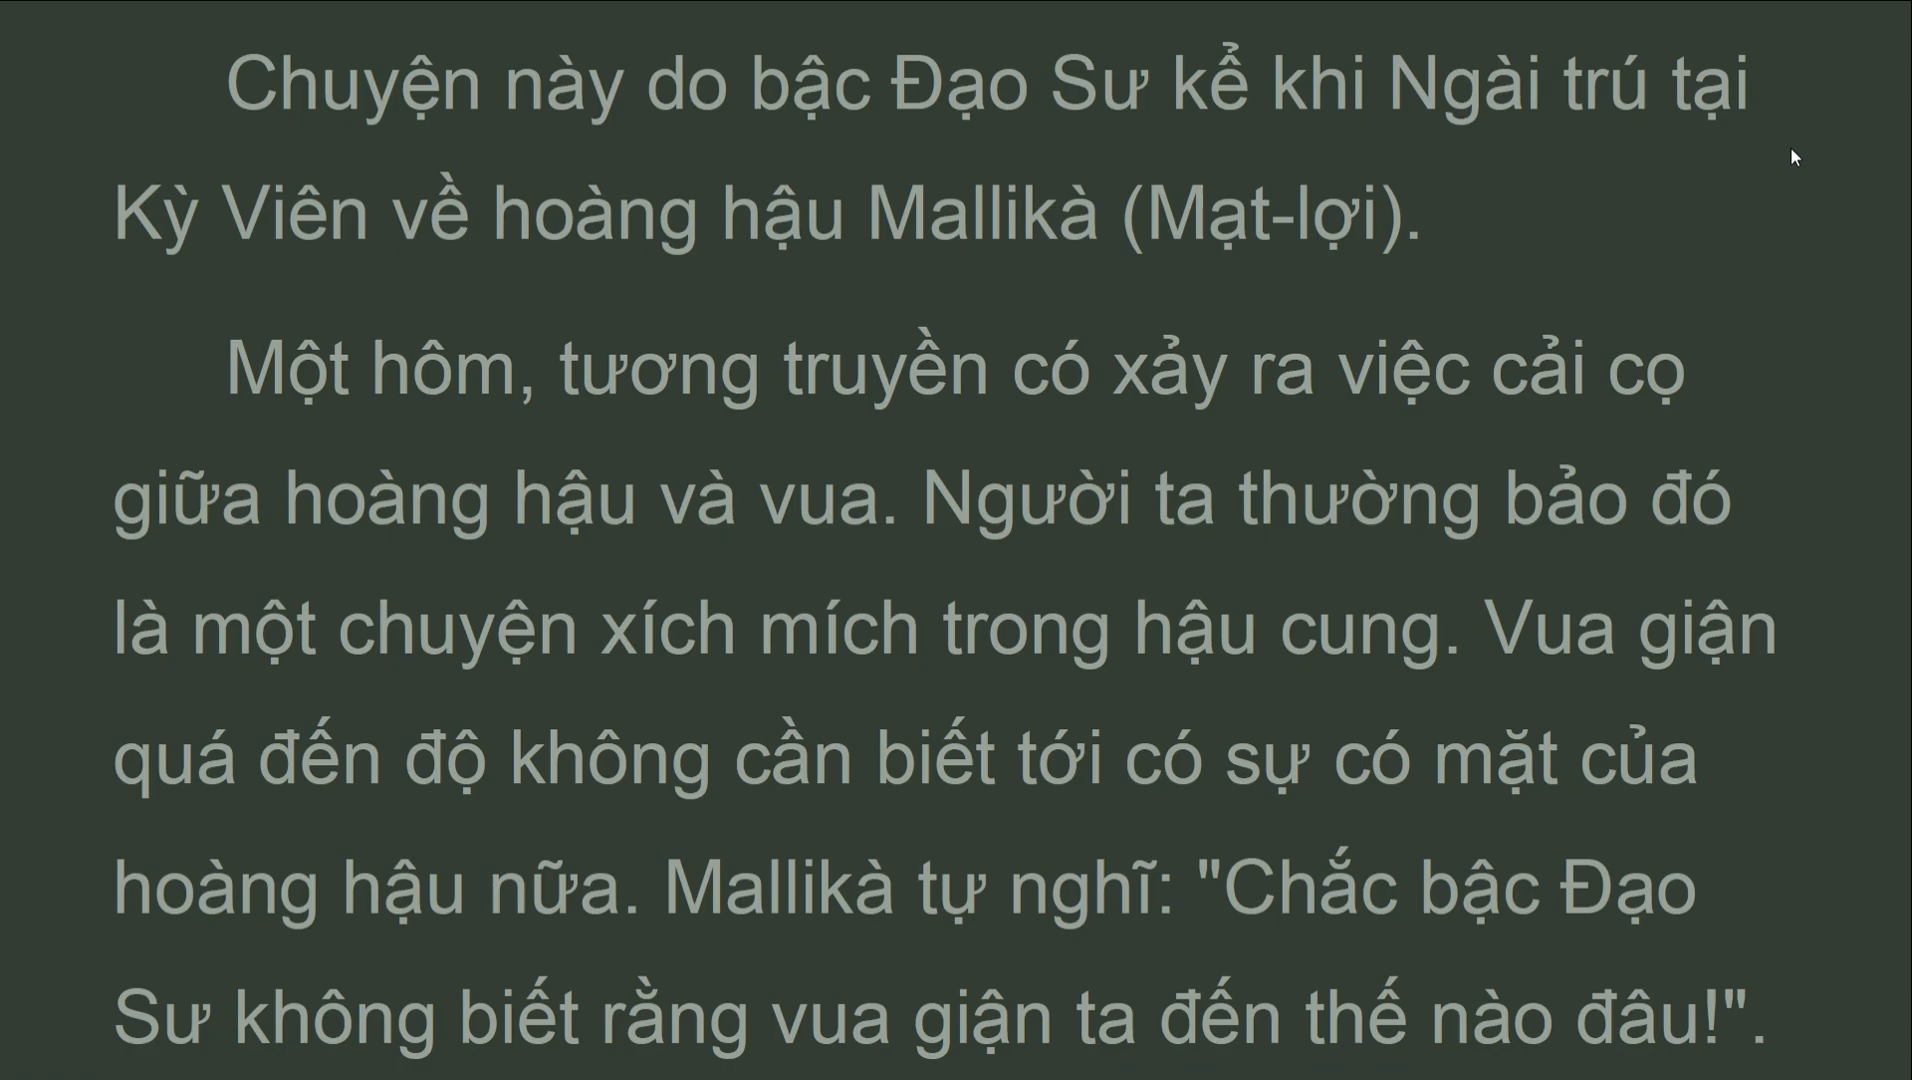 Chuyện này do bậc Đạo Sư kể khi Ngài trú tại
Kỳ Viên về hoàng hậu Mallikà (Mạt-lợi).
Một hôm, tương truyền có xảy ra việc cải cọ
giữa hoàng hậu và vua. Người ta thường bảo đó
là một chuyện xích mích trong hậu cung. Vua giận
quá đến độ không cần biết tới có sự có mặt của
hoàng hậu nữa. Mallikà tự nghĩ: "Chắc bậc Đạo
Sư không biết rằng vua giận ta đến thế nào đâu!".